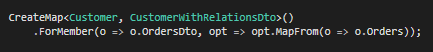 CreateMap<Customer, CustomerWithRelationsDto>()
.ForMember(o => o.OrdersDto, opt => opt.MapFrom(o => o.Orders));